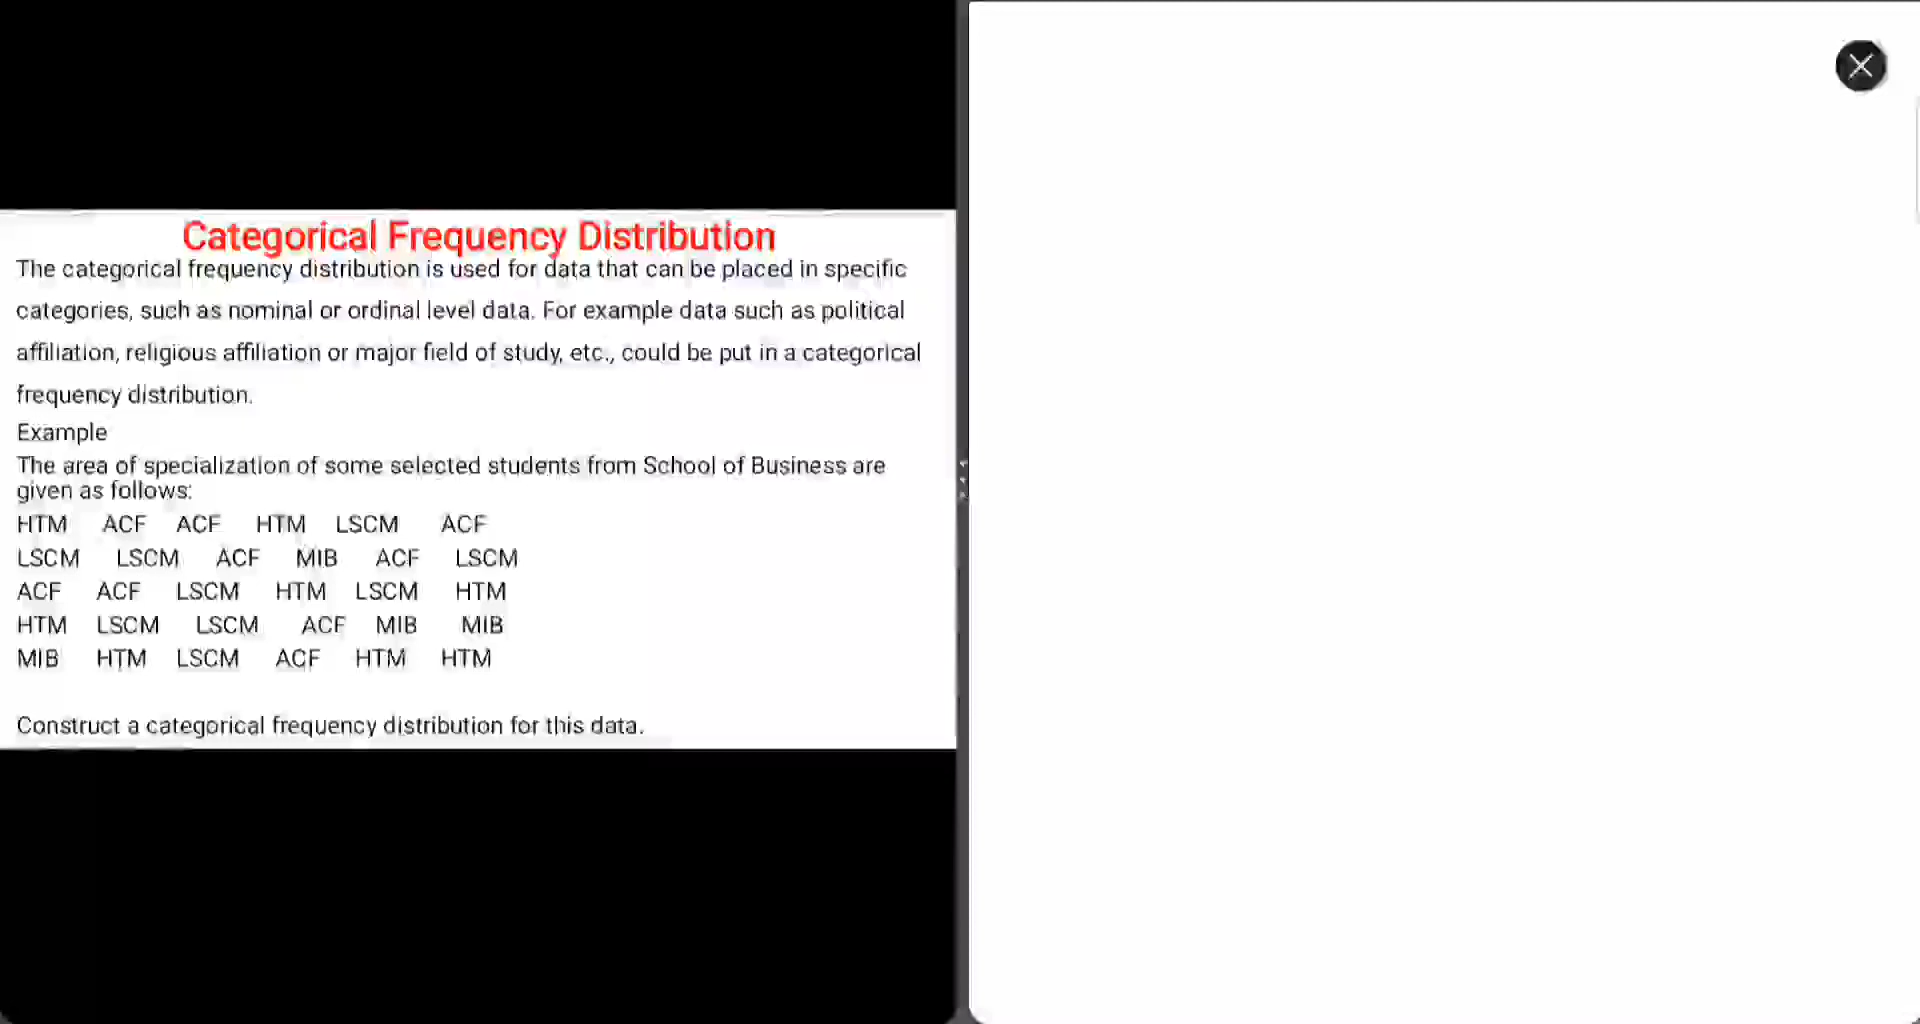 Categorical Frequency Distribution
The categorical frequency distribution is used for data that can be placed in specific
categories, such as nominal or ordinal level data. For example data such as political
affiliation, religious affiliation or major field of study, etc., could be put in a categorical
frequency distribution.
Example
The area of specialization of some selected students from School of Business are
given as follows:
HTM ACF ACF HTM LSCM ACF
LSCM LSCM ACF MIB ACF LSCM
ACF ACF LSCM HTM LSCM HTM
HTM LSCM LSCM ACF MIB MIB
MIB HTM LSCM ACF HTM HTM
Construct a categorical frequency distribution for this data.